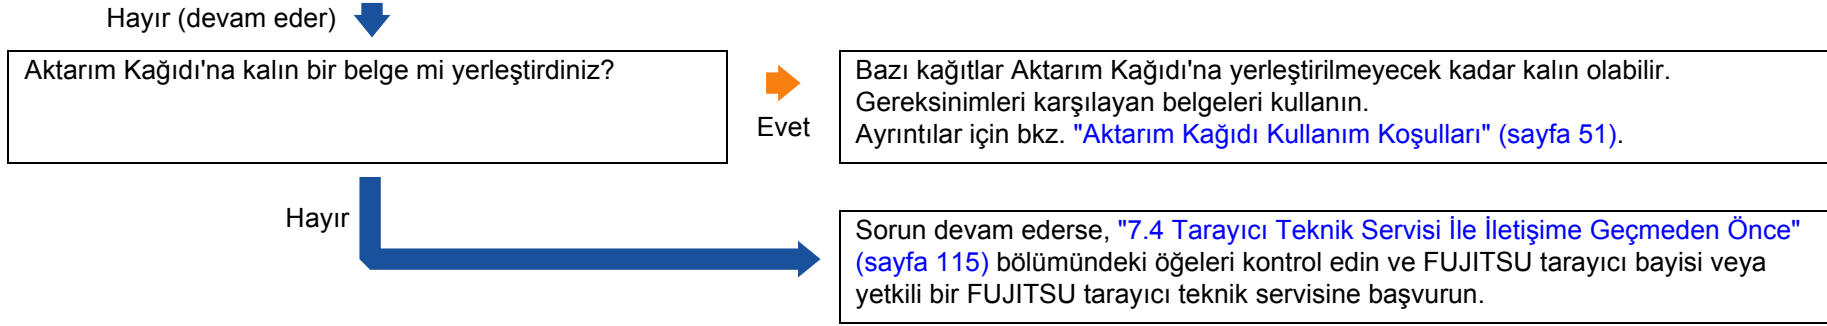 Hayır (devam eder)
Aktarım Kağıdı'na kalın bir belge mi yerleştirdiniz?
Evet
Bazı kağıtlar Aktarım Kağıdı'na yerleştirilmeyecek kadar kalın olabilir.
Gereksinimleri karşılayan belgeleri kullanın.
Ayrıntılar için bkz. "Aktarım Kağıdı Kullanım Koşulları" (sayfa 51).
Hayır
Sorun devam ederse, "7.4 Tarayıcı Teknik Servisi İle İletişime Geçmeden Önce"
(sayfa 115) bölümündeki öğeleri kontrol edin ve FUJITSU tarayıcı bayisi veya
yetkili bir FUJITSU tarayıcı teknik servisine başvurun.